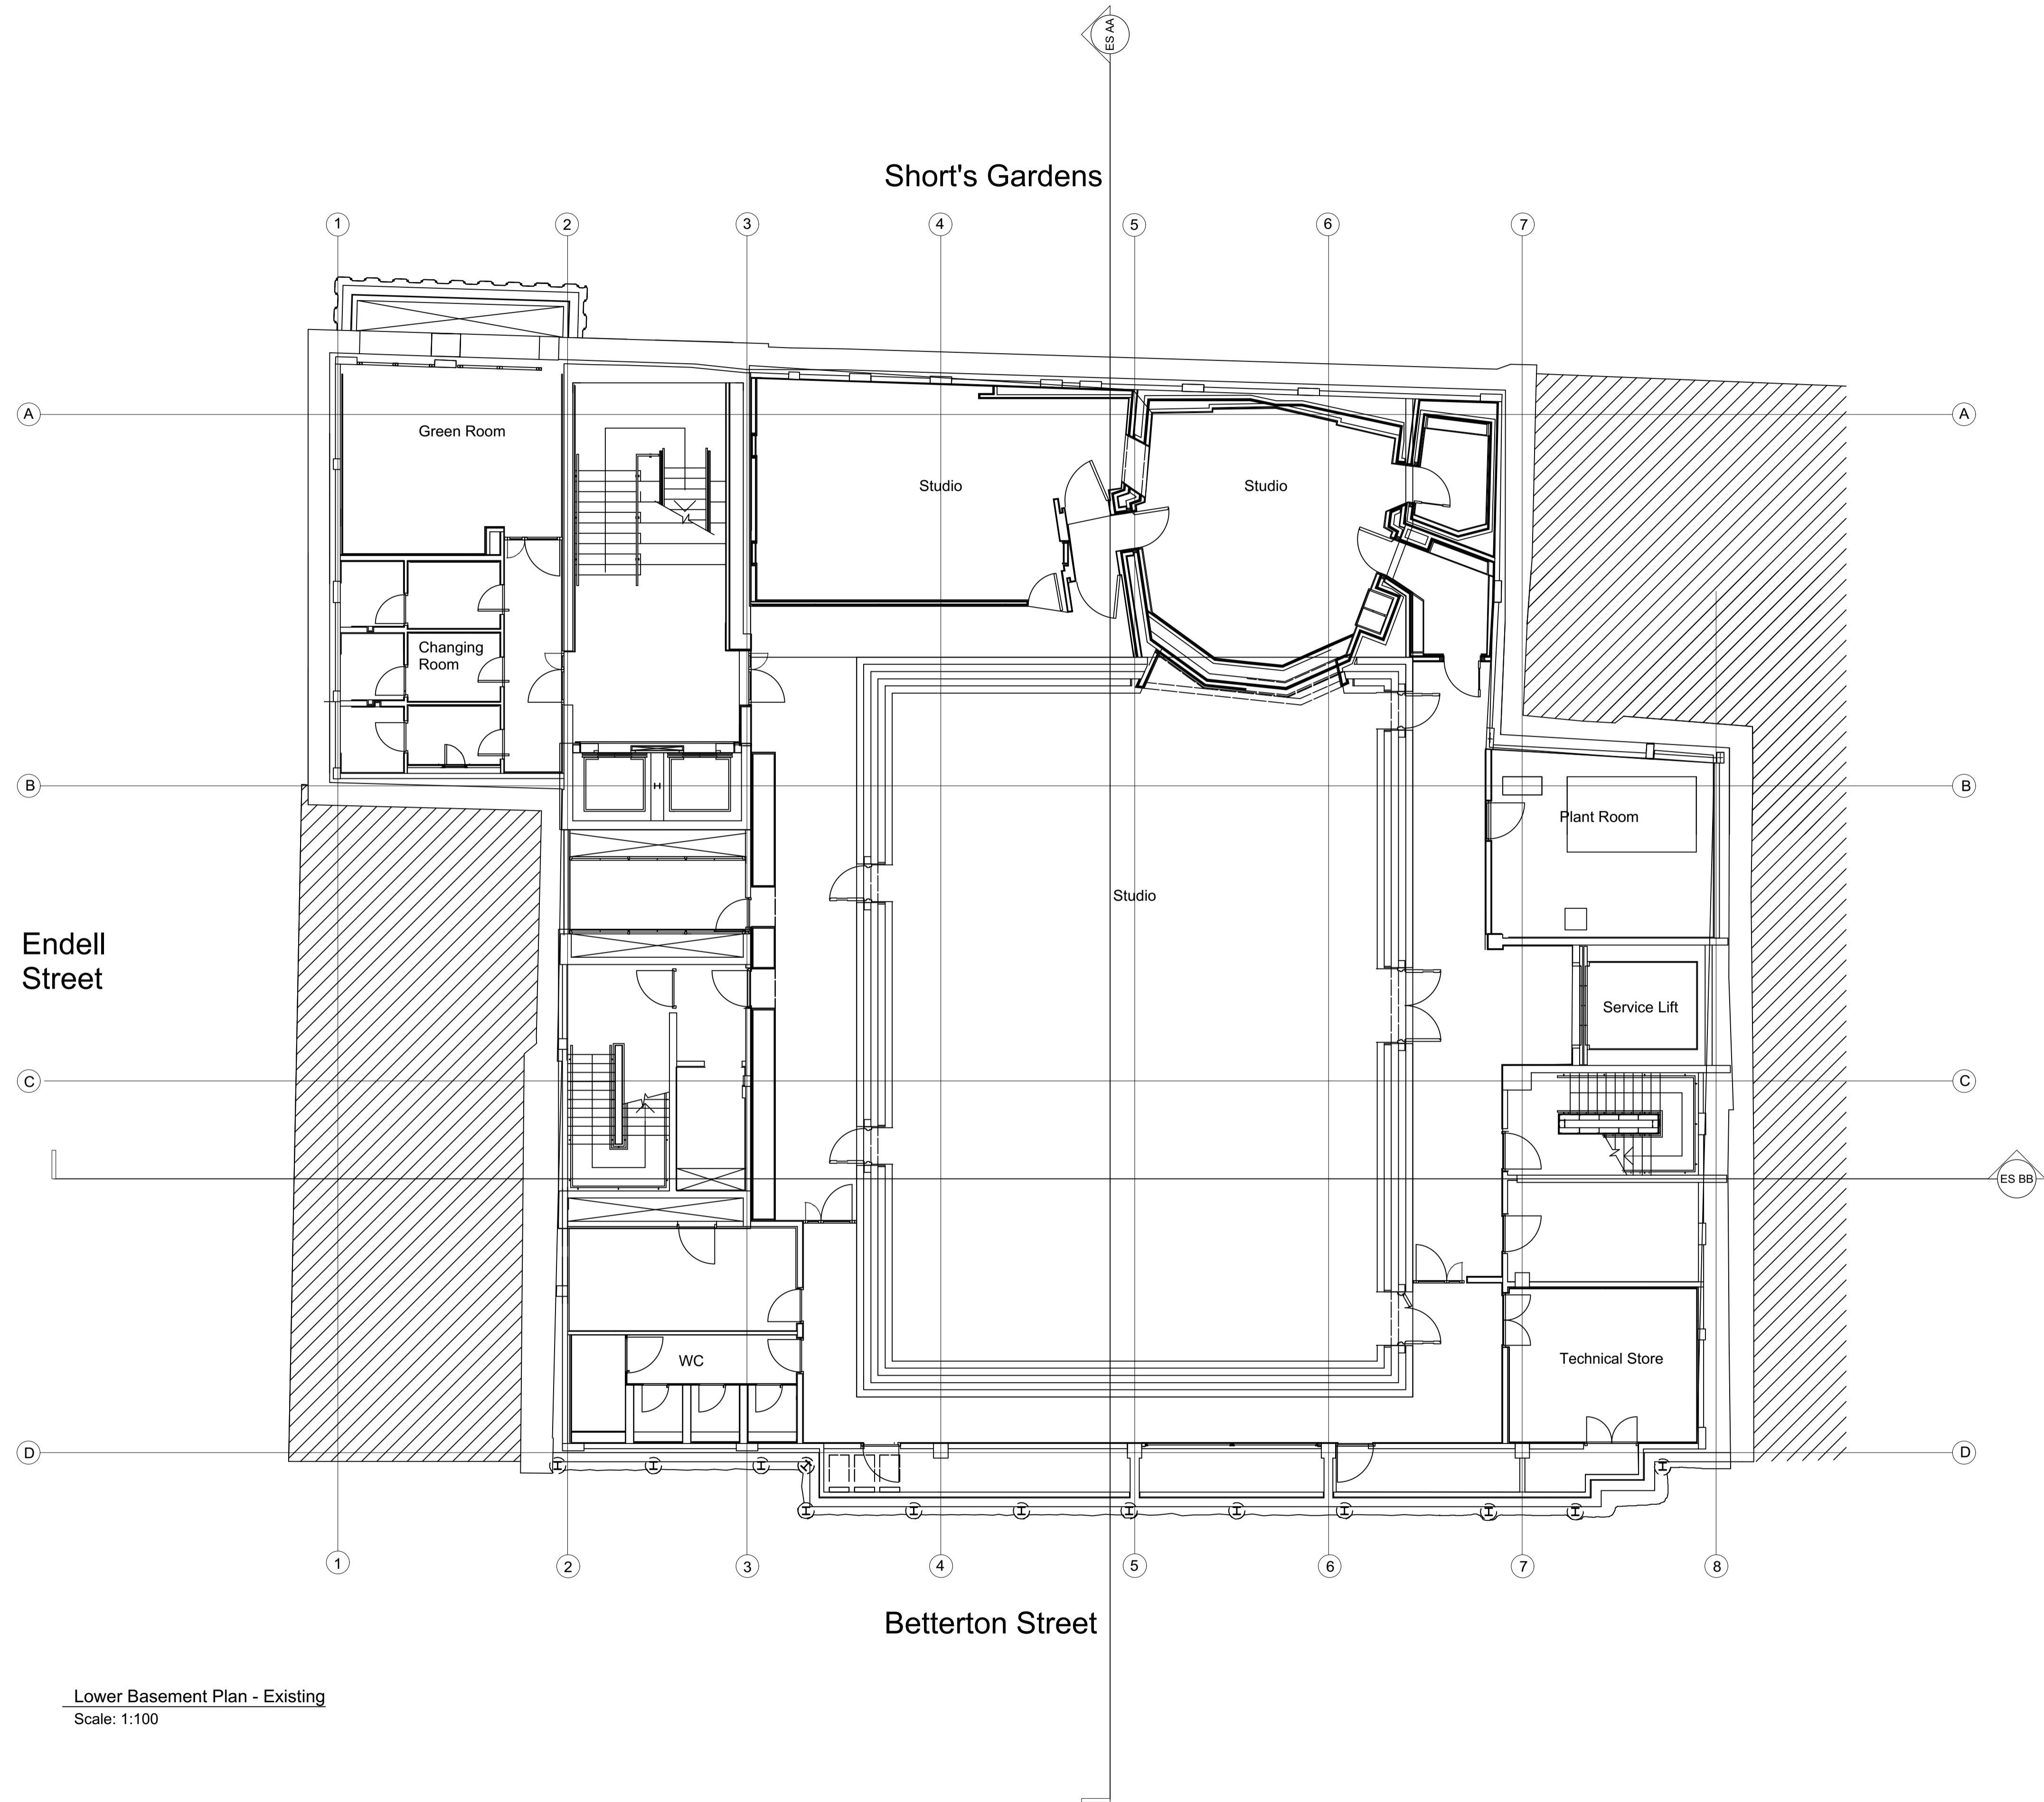 ES AA
Short's Gardens
1 2 3 4 5 6 7
A A
Green Room
Studio Studio
Changing
Room
B B
Plant Room
Studio
Endell
Street
Service Lift
C C
ES BB
WC
Technical Store
D D
1 2 3 4 5 6 7 8
Betterton Street
Lower Basement Plan - Existing
Scale: 1:100